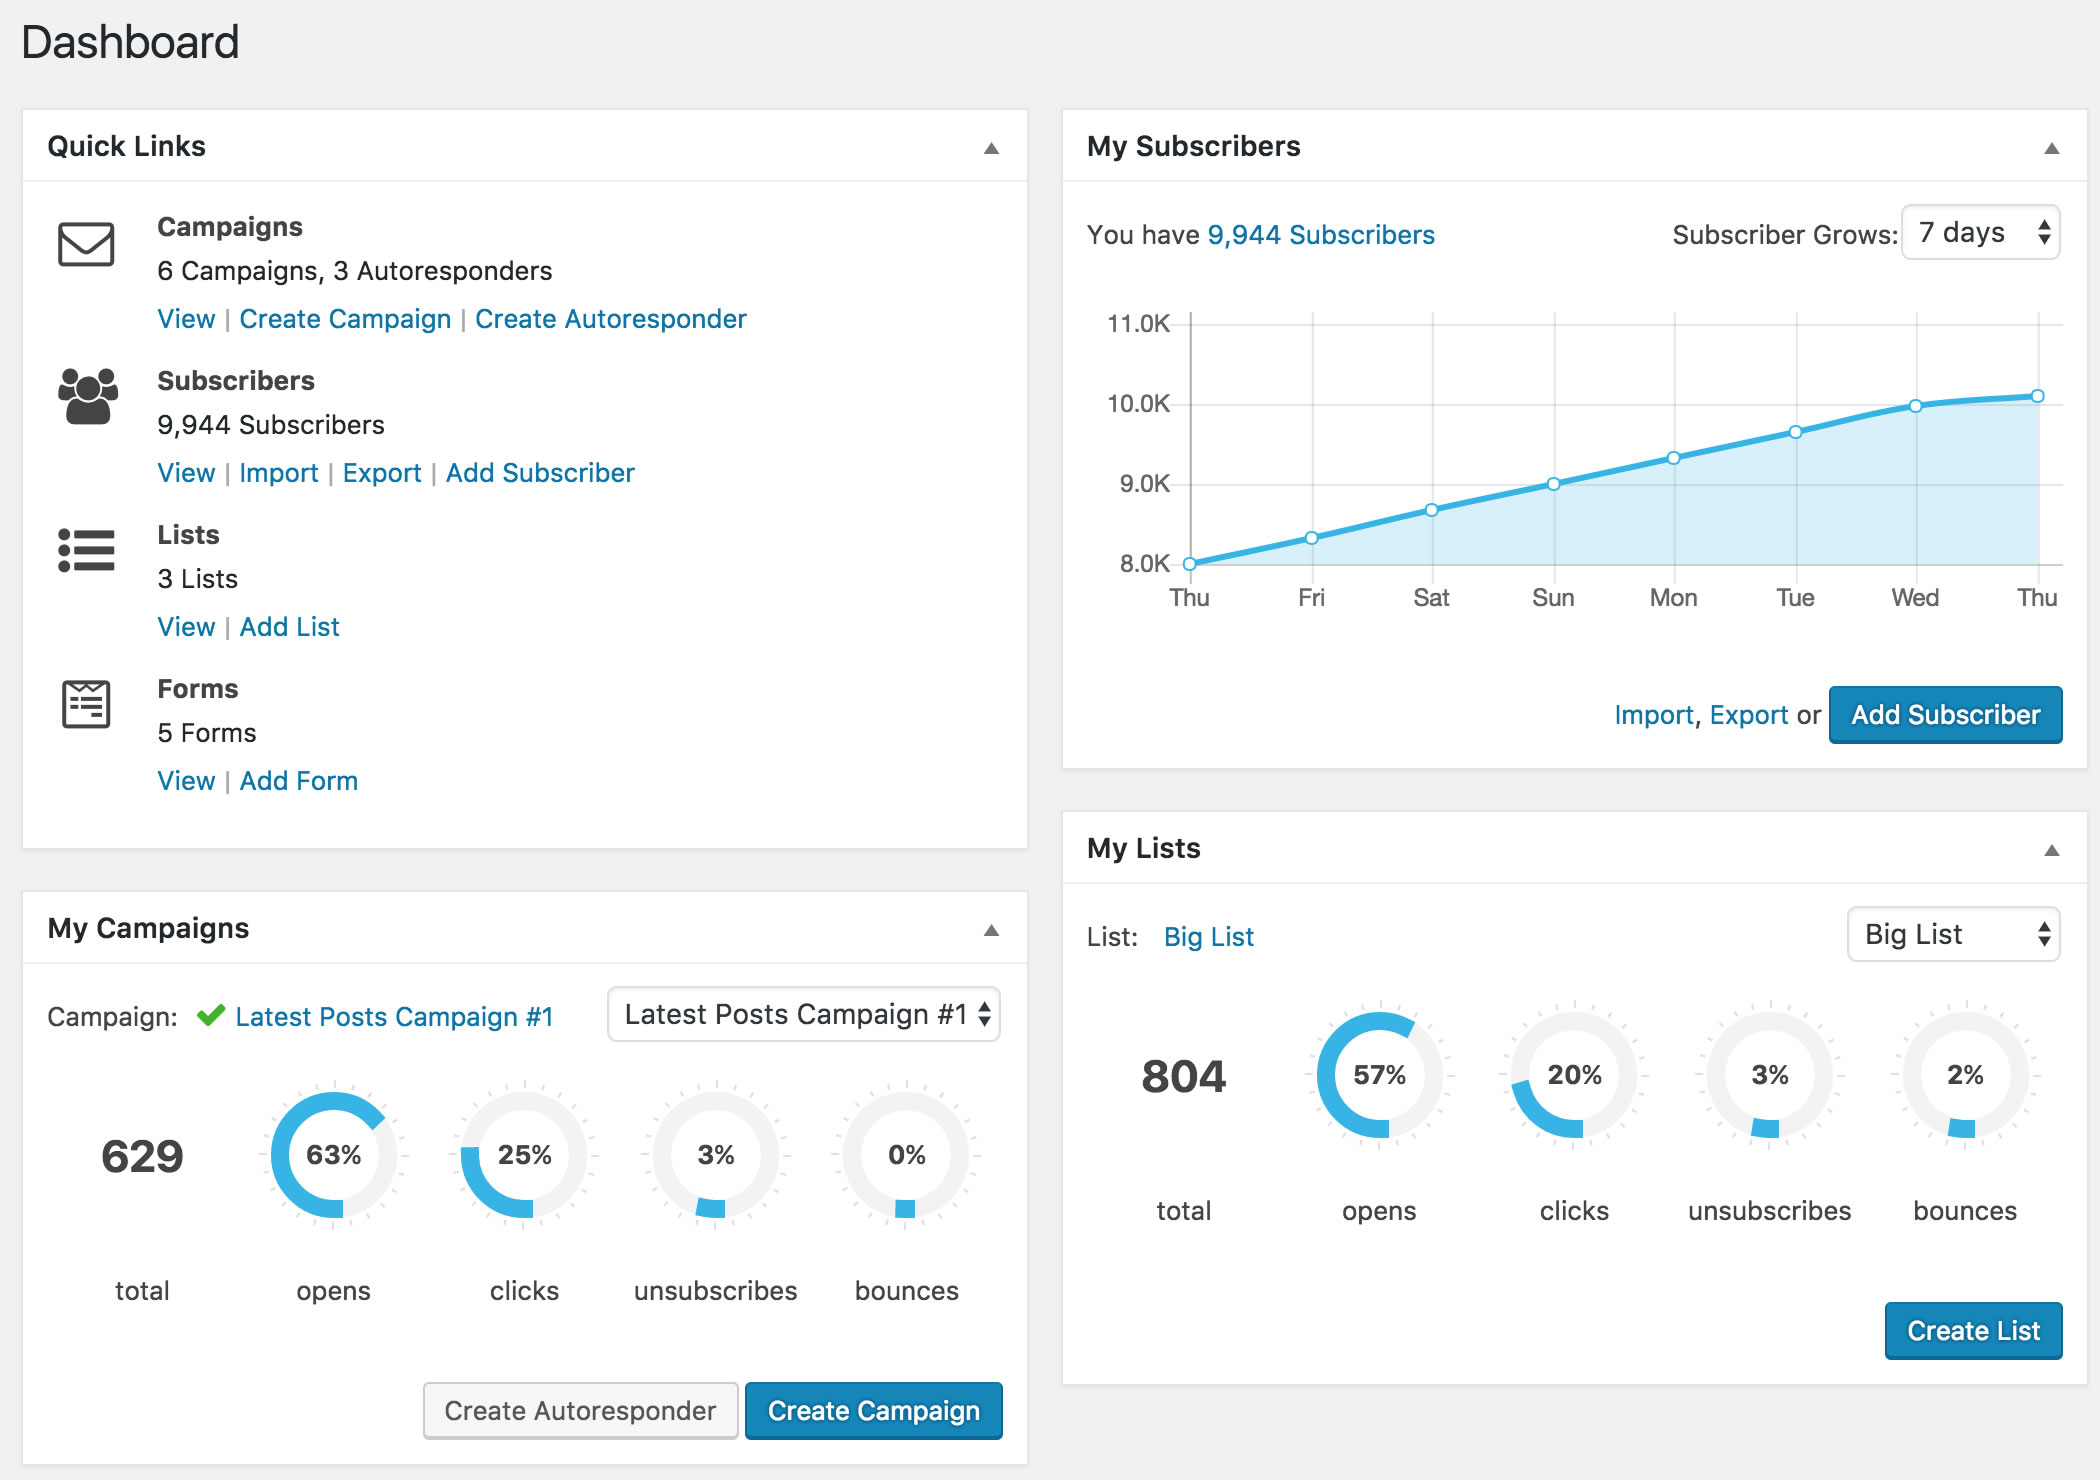 Dashboard
Quick Links
Campaigns
6 Campaigns, 3 Autoresponders
View | Create Campaign | Create Autoresponder
Subscribers
9,944 Subscribers
View | Import | Export | Add Subscriber
Lists
3 Lists
View | Add List
Forms
5 Forms
View | Add Form
My Campaigns
Campaign: Latest Posts Campaign #1 Latest Posts Campaign #1
629 63% 25% 3% 0%
total opens clicks unsubscribes bounces
Create Autoresponder Create Campaign
My Subscribers
You have 9,944 Subscribers Subscriber Grows: 7 days
11.0K
10.0K
9.0K
8.0K
Thu Fri Sat Sun Mon Tue Wed Thu
Import, Export or Add Subscriber
My Lists
List: Big List Big List
804 57% 20% 3% 2%
total opens clicks unsubscribes bounces
Create List